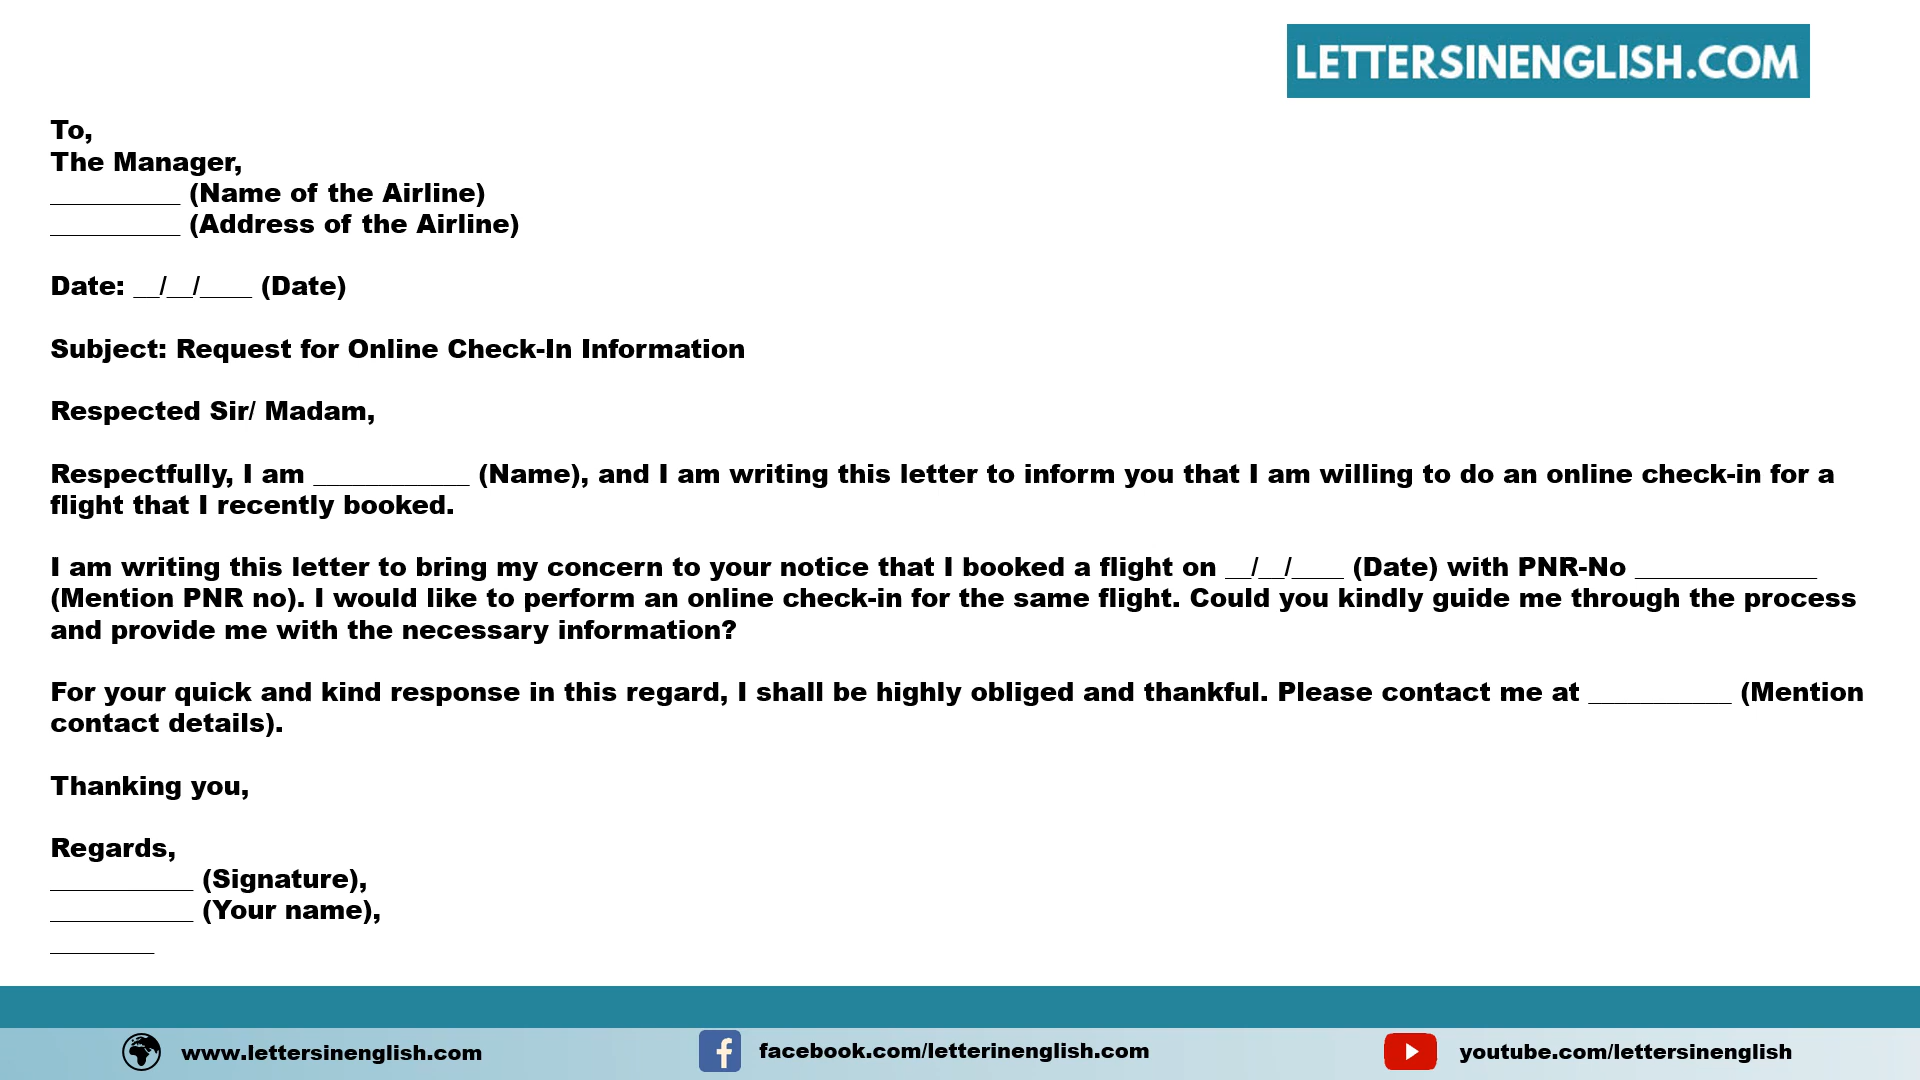 LETTERSINENGLISH.COM
To,
The Manager,
__________ (Name of the Airline)
__________ (Address of the Airline)
Date: __/__/____ (Date)
Subject: Request for Online Check-In Information
Respected Sir/ Madam,
Respectfully, I am ____________ (Name), and I am writing this letter to inform you that I am willing to do an online check-in for a
flight that I recently booked.
I am writing this letter to bring my concern to your notice that I booked a flight on __/__/____ (Date) with PNR-No ______________
(Mention PNR no). I would like to perform an online check-in for the same flight. Could you kindly guide me through the process
and provide me with the necessary information?
For your quick and kind response in this regard, I shall be highly obliged and thankful. Please contact me at ___________ (Mention
contact details).
Thanking you,
Regards,
___________ (Signature),
___________ (Your name),
________
www.lettersinenglish.com
facebook.com/letterinenglish.com
youtube.com/lettersinenglish